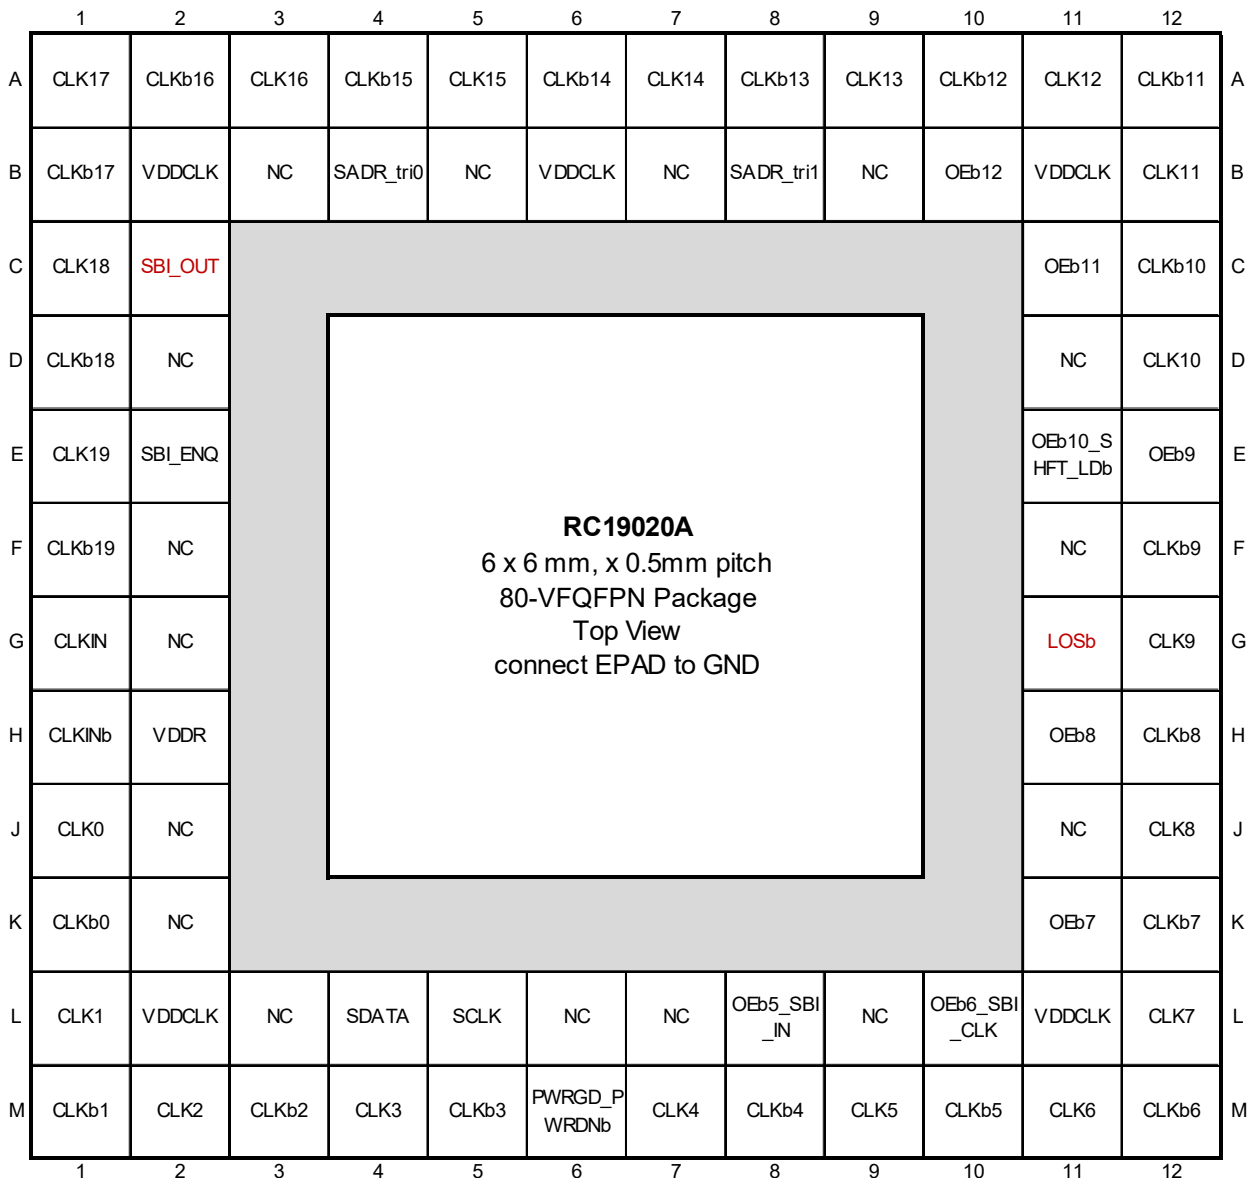 1 2 3 4 5 6 7 8 9 10 11 12
A CLK17 CLKb16 CLK16 CLKb15 CLK15 CLKb14 CLK14 CLKb13 CLK13 CLKb12 CLK12 CLKb11 A
B CLKb17 VDDCLK NC SADR_tri0 NC VDDCLK NC SADR_tri1 NC OEb12 VDDCLK CLK11 B
C CLK18 SBI_OUT OEb11 CLKb10 C
D CLKb18 NC NC CLK10 D
E CLK19 SBI_ENQ OEb10_S
HFT_LDb OEb9 E
RC19020A
6 x 6 mm, x 0.5mm pitch
80-VFQFPN Package
Top View
connect EPAD to GND
F CLKb19 NC NC CLKb9 F
G CLKIN NC LOSb CLK9 G
H CLKINb VDDR OEb8 CLKb8 H
J CLK0 NC NC CLK8 J
K CLKb0 NC OEb7 CLKb7 K
L CLK1 VDDCLK NC SDATA SCLK NC NC OEb5_SBI
_IN NC OEb6_SBI
_CLK VDDCLK CLK7 L
M CLKb1 CLK2 CLKb2 CLK3 CLKb3 PWRGD_P
WRDNb CLK4 CLKb4 CLK5 CLKb5 CLK6 CLKb6 M
1 2 3 4 5 6 7 8 9 10 11 12